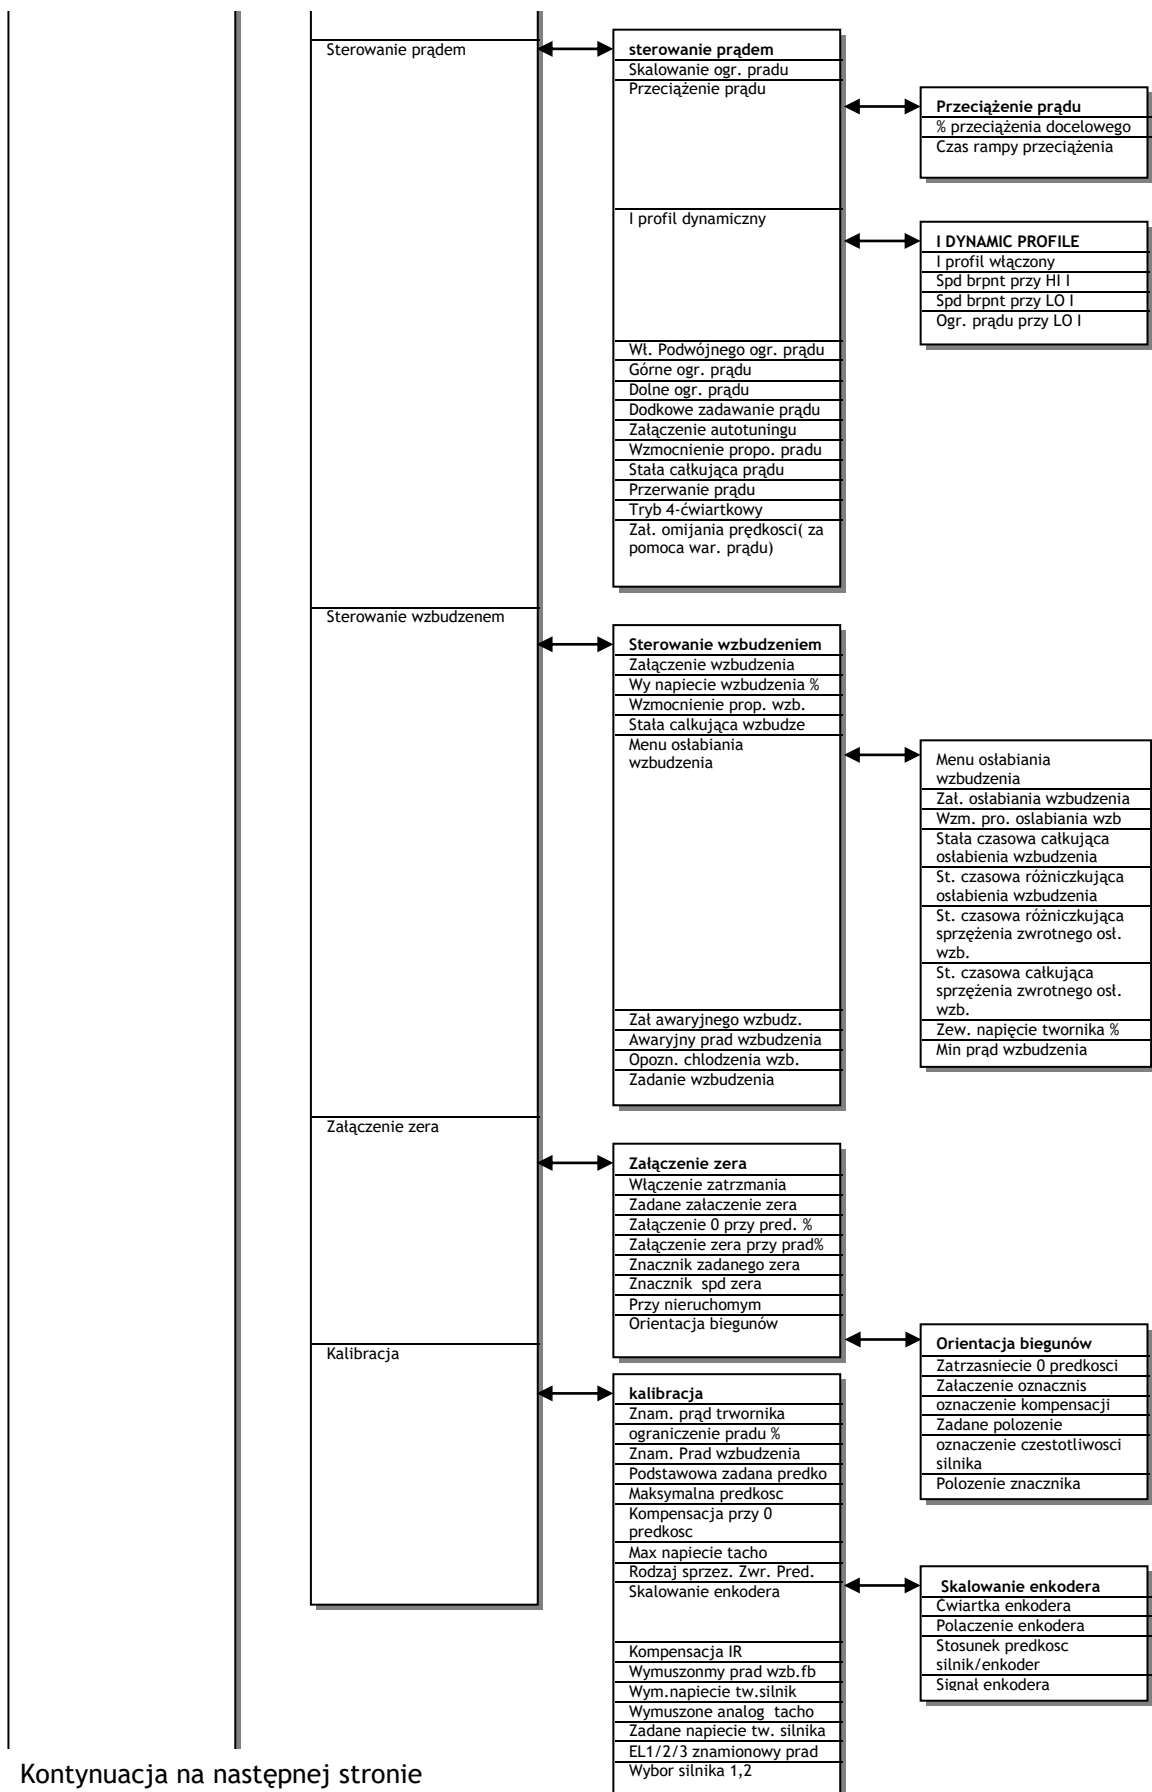 Sterowanie prądem
sterowanie prądem
Skalowanie ogr. pradu
Przeciążenie prądu
Przeciążenie prądu
% przeciążenia docelowego
Czas rampy przeciążenia
I profil dynamiczny
I DYNAMIC PROFILE
I profil włączony
Spd brpnt przy HI I
Spd brpnt przy LO I
Ogr. prądu przy LO I
Wł. Podwójnego ogr. prądu
Górne ogr. prądu
Dolne ogr. prądu
Dodkowe zadawanie prądu
Załączenie autotuningu
Wzmocnienie propo. pradu
Stała całkująca prądu
Przerwanie prądu
Tryb 4-ćwiartkowy
Zał. omijania prędkosci( za
pomoca war. prądu)
Sterowanie wzbudzenem
Sterowanie wzbudzeniem
Załączenie wzbudzenia
Wy napiecie wzbudzenia %
Wzmocnienie prop. wzb.
Stała calkująca wzbudze
Menu osłabiania
wzbudzenia
Menu osłabiania
wzbudzenia
Zał. osłabiania wzbudzenia
Wzm. pro. oslabiania wzb
Stała czasowa całkująca
osłabienia wzbudzenia
St. czasowa różniczkująca
osłabienia wzbudzenia
St. czasowa różniczkująca
sprzężenia zwrotnego osł.
wzb.
St. czasowa całkująca
sprzężenia zwrotnego osł.
wzb.
Zew. napięcie twornika %
Min prąd wzbudzenia
Zał awaryjnego wzbudz.
Awaryjny prad wzbudzenia
Opozn. chlodzenia wzb.
Zadanie wzbudzenia
Załączenie zera
Załączenie zera
Włączenie zatrzmania
Zadane załaczenie zera
Załączenie 0 przy pred. %
Załączenie zera przy prad%
Znacznik zadanego zera
Znacznik  spd zera
Przy nieruchomym
Orientacja biegunów
Orientacja biegunów
Zatrzasniecie 0 predkosci
Załaczenie oznacznis
oznaczenie kompensacji
Zadane polozenie
oznaczenie czestotliwosci
silnika
Polozenie znacznika
Kalibracja
kalibracja
Znam. prąd trwornika
ograniczenie pradu %
Znam. Prad wzbudzenia
Podstawowa zadana predko
Maksymalna predkosc
Kompensacja przy 0
predkosc
Max napiecie tacho
Rodzaj sprzez. Zwr. Pred.
Skalowanie enkodera
Skalowanie enkodera
Ćwiartka enkodera
Polaczenie enkodera
Stosunek predkosc
silnik/enkoder
Signał enkodera
Kompensacja IR
Wymuszonmy prad wzb.fb
Wym.napiecie tw.silnik
Wymuszone analog  tacho
Zadane napiecie tw. silnika
EL1/2/3 znamionowy prad
Wybor silnika 1,2
Kontynuacja na następnej stronie